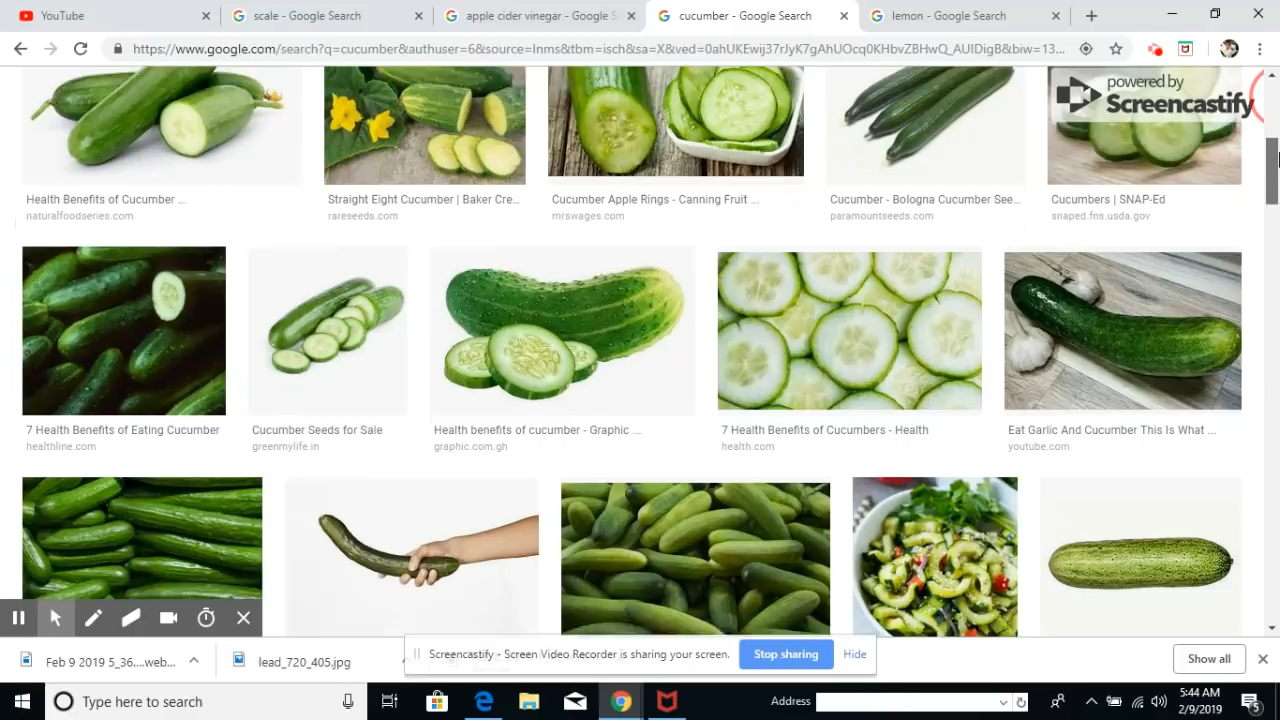 YouTube
scale - Google Search
apple cider vinegar - Google S
cucumber - Google Search
lemon - Google Search
https://www.google.com/search?q=cucumber&authuser=6&source=lnms&tbm=isch&sa=X&ved=0ahUKEwij37rJyK7gAhUOcq0KHbvZBHwQ_AUIDigB&biw=13...
powered by
Screencastify
Health Benefits of Cucumber ...
naturalfoodseries.com
Straight Eight Cucumber | Baker Cre...
rareseeds.com
Cucumber Apple Rings - Canning Fruit ...
mrswages.com
Cucumber - Bologna Cucumber See...
paramountseeds.com
Cucumbers | SNAP-Ed
snaped.fns.usda.gov
7 Health Benefits of Eating Cucumber
healthline.com
Cucumber Seeds for Sale
greenmylife.in
Health benefits of cucumber - Graphic ...
graphic.com.gh
7 Health Benefits of Cucumbers - Health
health.com
Eat Garlic And Cucumber This Is What ...
youtube.com
Feb 9 2019 5_36....web...
lead_720_405.jpg
Screencastify - Screen Video Recorder is sharing your screen.
Stop sharing
Hide
Show all
Type here to search
Address
5:44 AM
2/9/2019
5